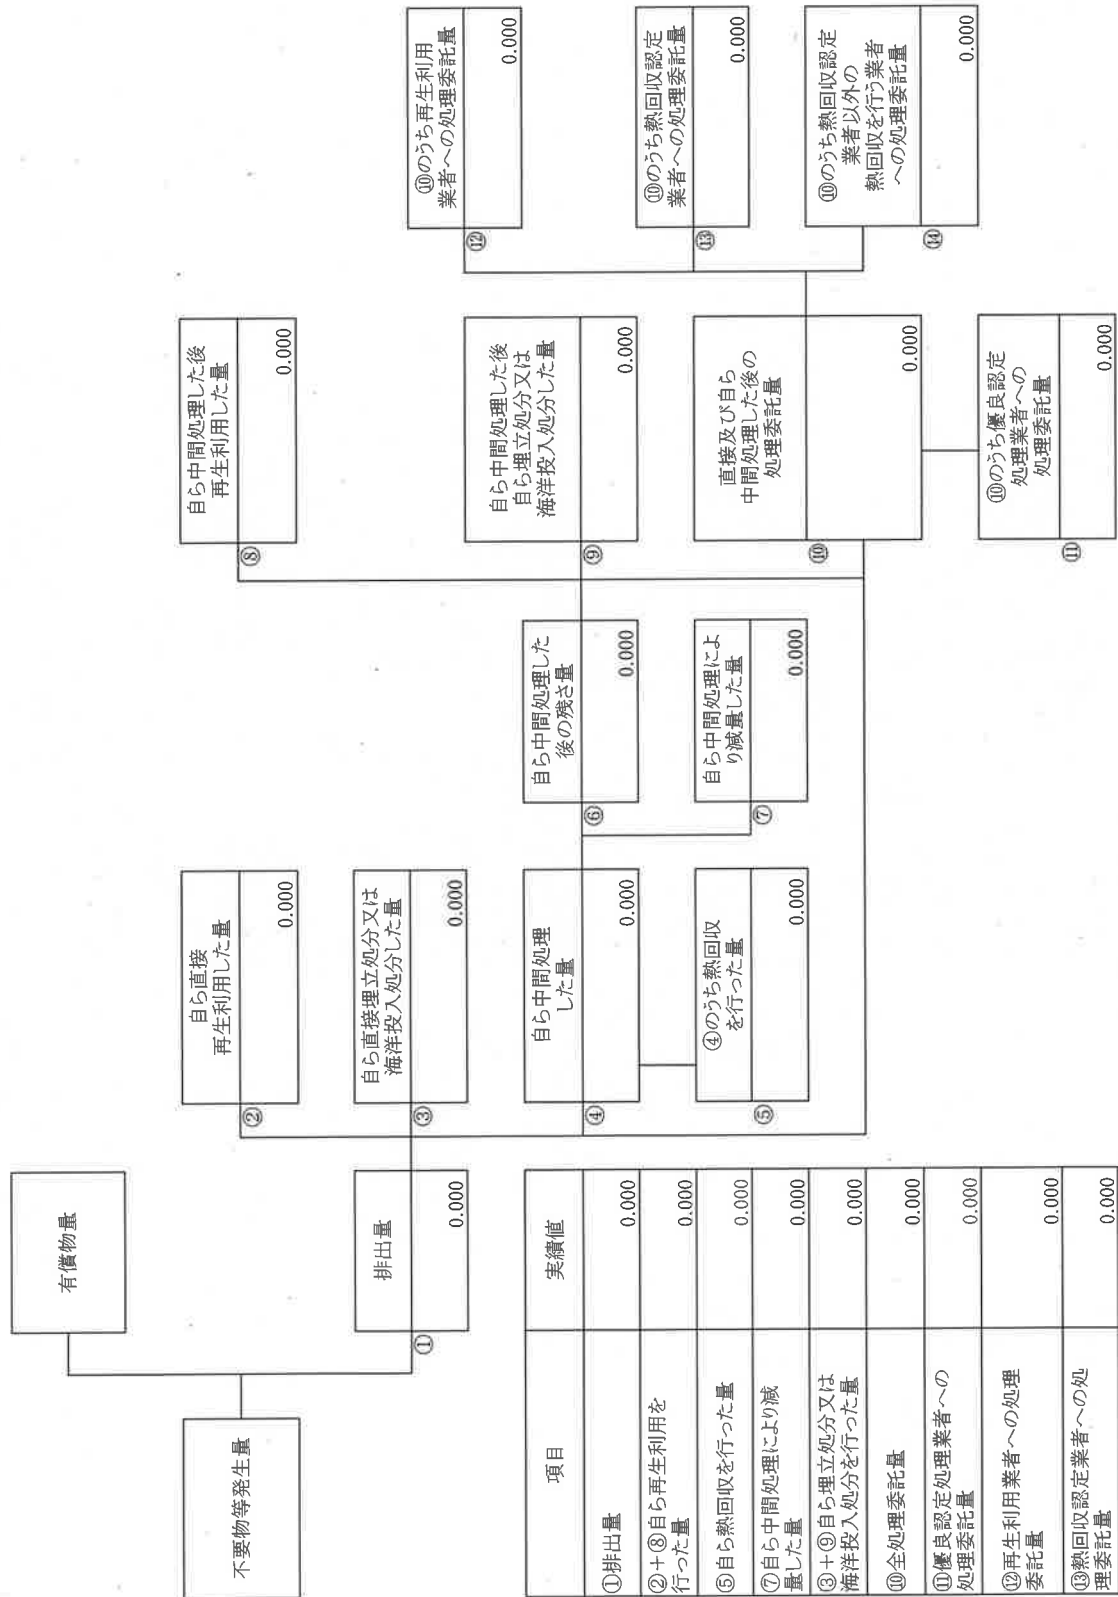 不要物等発生量
有償物量
排出量
①
0.000
自ら直接
再生利用した量
②
0.000
自ら直接埋立処分又は
海洋投入処分した量
③
0.000
自ら中間処理
した量
④
0.000
④のうち熱回収
を行った量
⑤
0.000
自ら中間処理した
後の残さ量
⑥
0.000
自ら中間処理によ
り減量した量
⑦
0.000
自ら中間処理した後
再生利用した量
⑧
0.000
自ら中間処理した後
自ら埋立処分又は
海洋投入処分した量
⑨
0.000
直接及び自ら
中間処理した後の
処理委託量
⑩
0.000
⑩のうち優良認定
処理業者への
処理委託量
⑪
0.000
⑩のうち再生利用
業者への処理委託量
⑫
0.000
⑩のうち熱回収認定
業者への処理委託量
⑬
0.000
⑩のうち熱回収認定
業者以外の
熱回収を行う業者
への処理委託量
⑭
0.000
項目 実績値
①排出量 0.000
②+⑧自ら再生利用を
行った量 0.000
⑤自ら熱回収を行った量 0.000
⑦自ら中間処理により減
量した量 0.000
③+⑨自ら埋立処分又は
海洋投入処分を行った量 0.000
⑩全処理委託量 0.000
⑪優良認定処理業者への
処理委託量 0.000
⑫再生利用業者への処理
委託量 0.000
⑬熱回収認定業者への処
理委託量 0.000